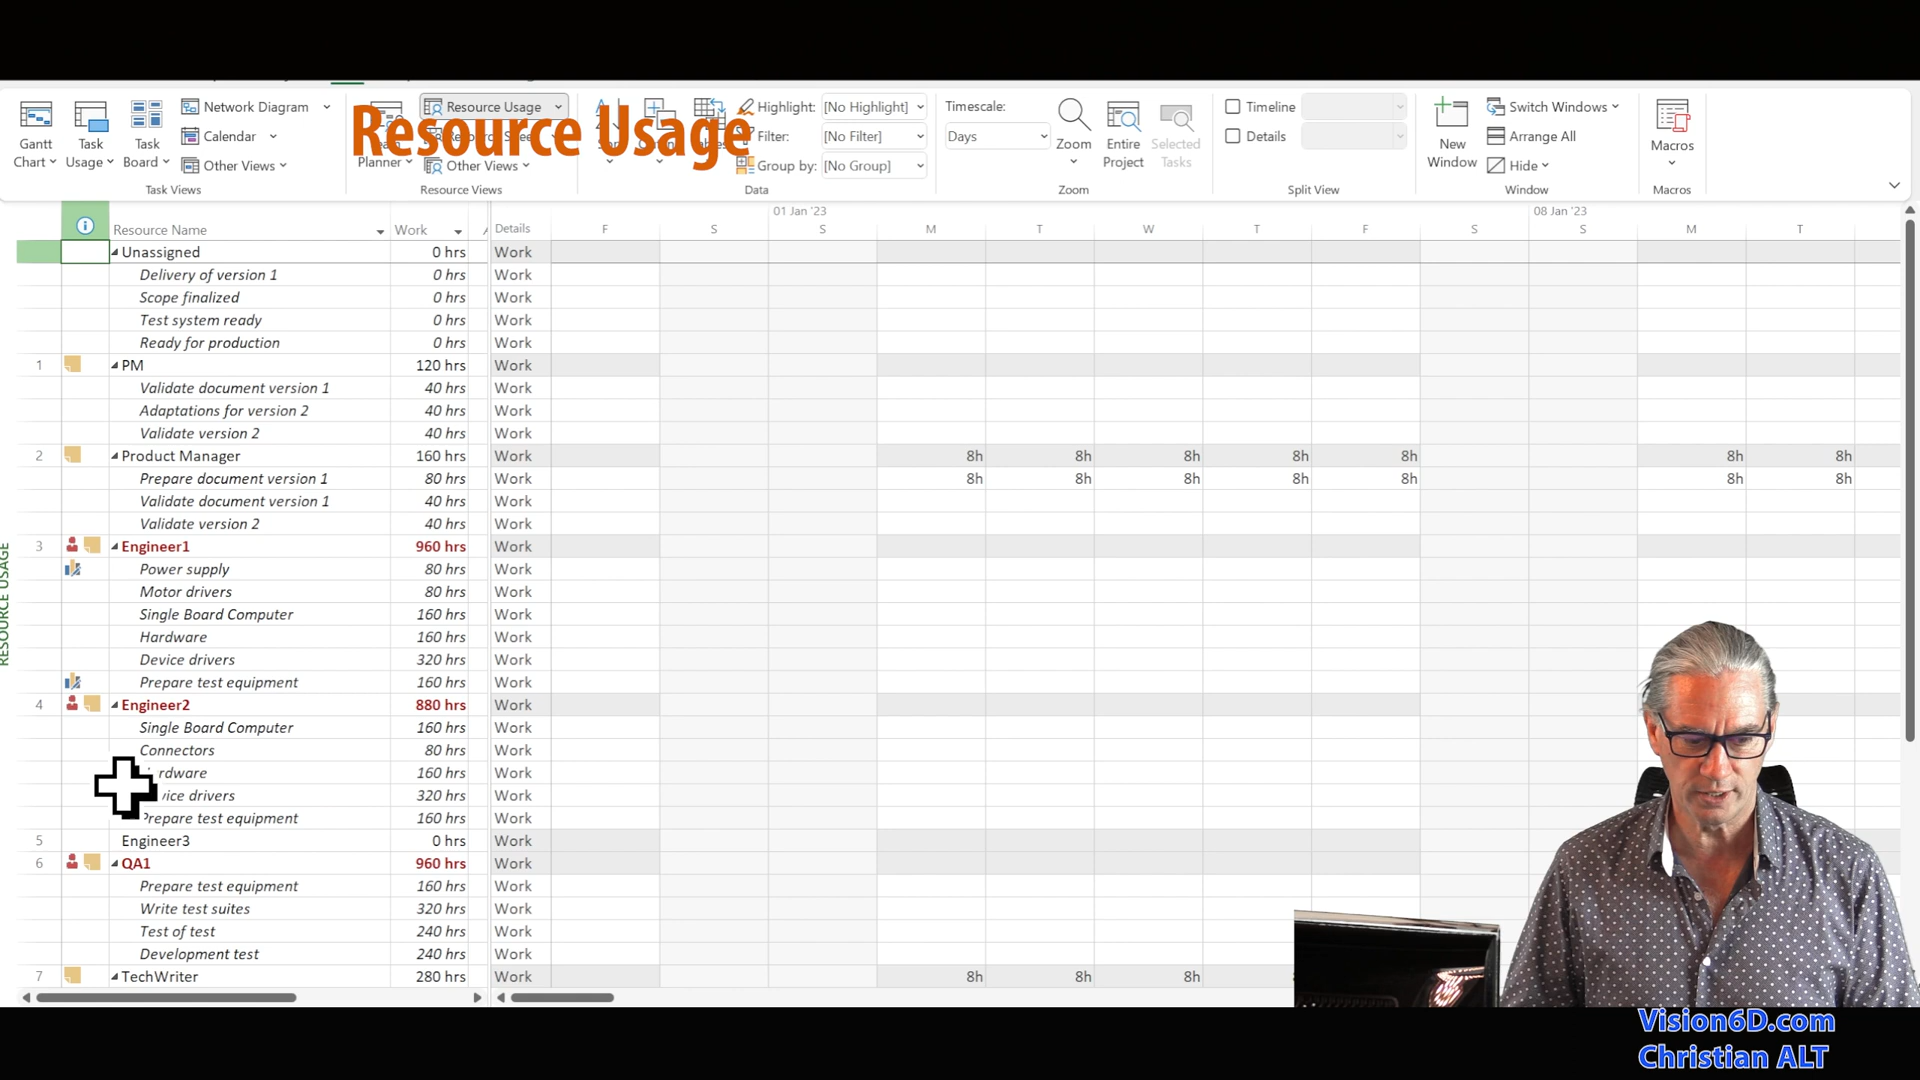 Network Diagram
Resource Usage
Highlight: [No Highlight]
Timescale:
Timeline
Switch Windows
Resource Usage
Calendar
Filter: [No Filter]
Days
Details
Arrange All
Gantt Chart
Task Usage
Task Board
Other Views
Planner
Other Views
Group by: [No Group]
Zoom
Entire Project
Selected Tasks
New Window
Hide
Macros
Task Views
Resource Views
Data
Zoom
Split View
Window
Macros
01 Jan '23
08 Jan '23
Resource Name Work Details F S S M T W T F S S M T
Unassigned 0 hrs Work
Delivery of version 1 0 hrs Work
Scope finalized 0 hrs Work
Test system ready 0 hrs Work
Ready for production 0 hrs Work
1 PM 120 hrs Work
Validate document version 1 40 hrs Work
Adaptations for version 2 40 hrs Work
Validate version 2 40 hrs Work
2 Product Manager 160 hrs Work 8h 8h 8h 8h 8h 8h 8h
Prepare document version 1 80 hrs Work 8h 8h 8h 8h 8h 8h 8h
Validate document version 1 40 hrs Work
Validate version 2 40 hrs Work
3 Engineer1 960 hrs Work
Power supply 80 hrs Work
Motor drivers 80 hrs Work
Single Board Computer 160 hrs Work
Hardware 160 hrs Work
Device drivers 320 hrs Work
Prepare test equipment 160 hrs Work
4 Engineer2 880 hrs Work
Single Board Computer 160 hrs Work
Connectors 80 hrs Work
rdware 160 hrs Work
vice drivers 320 hrs Work
Prepare test equipment 160 hrs Work
5 Engineer3 0 hrs Work
6 QA1 960 hrs Work
Prepare test equipment 160 hrs Work
Write test suites 320 hrs Work
Test of test 240 hrs Work
Development test 240 hrs Work
7 TechWriter 280 hrs Work 8h 8h 8h
RESOURCE USAGE
Vision6D.com
Christian ALT